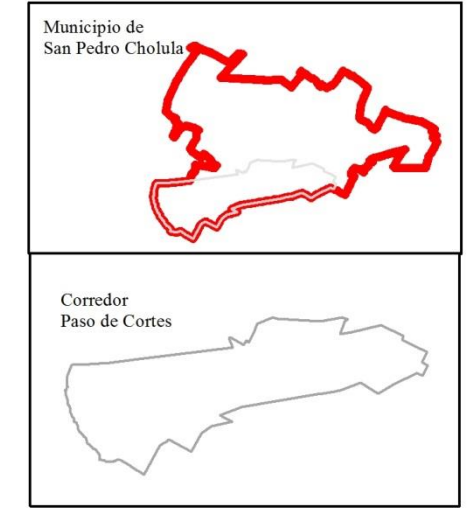 Municipio de
San Pedro Cholula
Corredor
Paso de Cortes